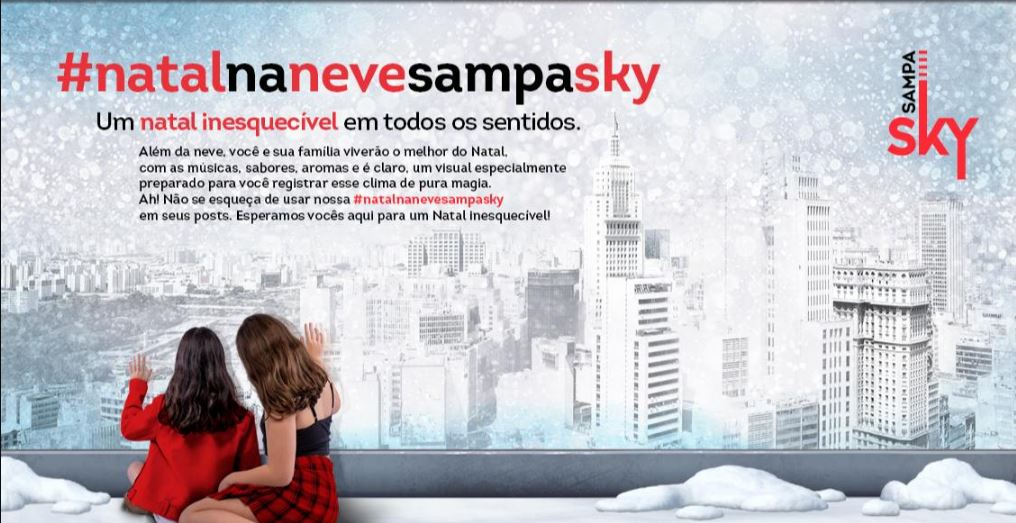 #natalnanevesampasky
Um natal inesquecível em todos os sentidos.
Além da neve, você e sua família viverão o melhor do Natal,
com as músicas, sabores, aromas e é claro, um visual especialmente
preparado para você registrar esse clima de pura magia.
Ah! Não se esqueça de usar nossa #natalnanevesampasky
em seus posts. Esperamos vocês aqui para um Natal inesquecível!
SAMPA
sky